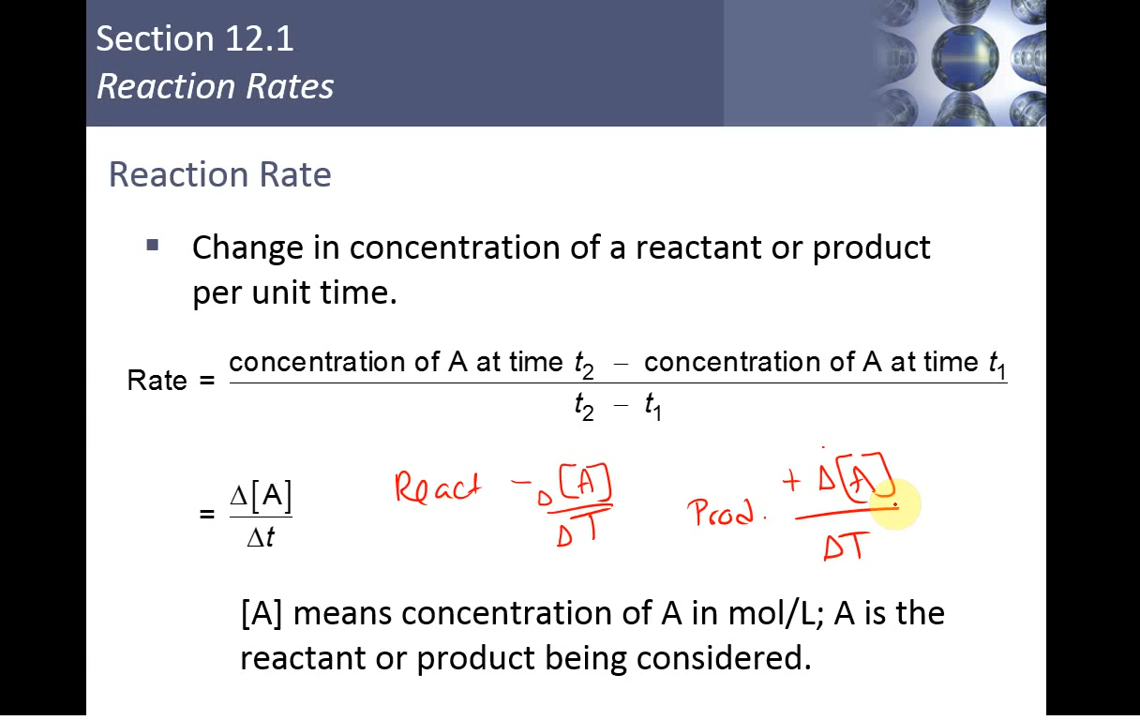 Section 12.1
Reaction Rates
Reaction Rate
▪ Change in concentration of a reactant or product
per unit time.
Rate = concentration of A at time t₂ – concentration of A at time t₁
t₂ – t₁
= Δ[A]
Δt
React - Δ[A]
ΔT
Prod. + Δ[A]
ΔT
[A] means concentration of A in mol/L; A is the
reactant or product being considered.